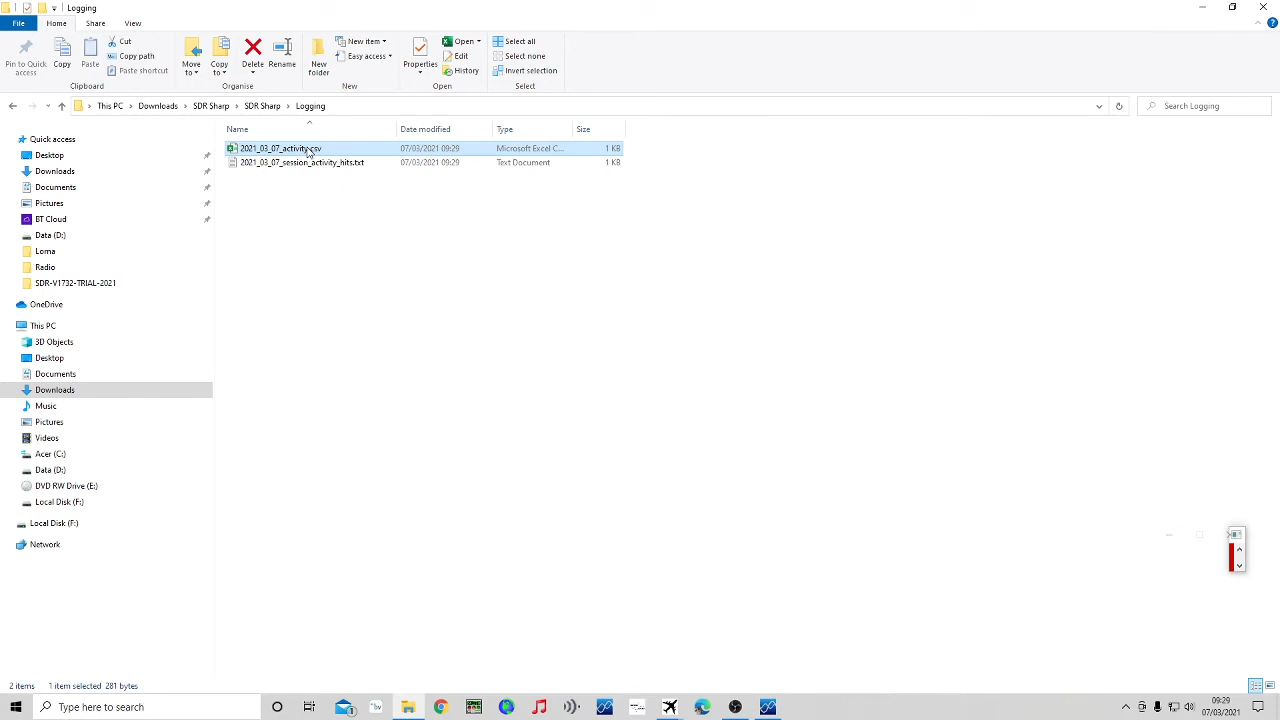 Logging
File
Home
Share
View
Pin to Quick access
Copy
Paste
Cut
Copy path
Paste shortcut
Clipboard
Move to
Copy to
Delete
Rename
Organise
New folder
New item
Easy access
New
Properties
Open
Edit
History
Open
Select all
Select none
Invert selection
Select
This PC > Downloads > SDR Sharp > SDR Sharp > Logging
Search Logging
Name Date modified Type Size
2021_03_07_activity.csv 07/03/2021 09:29 Microsoft Excel C... 1 KB
2021_03_07_session_activity_hits.txt 07/03/2021 09:29 Text Document 1 KB
Quick access
Desktop
Downloads
Documents
Pictures
BT Cloud
Data (D:)
Loma
Radio
SDR-V1732-TRIAL-2021
OneDrive
This PC
3D Objects
Desktop
Documents
Downloads
Music
Pictures
Videos
Acer (C:)
Data (D:)
DVD RW Drive (E:)
Local Disk (F:)
Local Disk (F:)
Network
2 items 1 item selected 281 bytes
Type here to search
09:29
07/03/2021